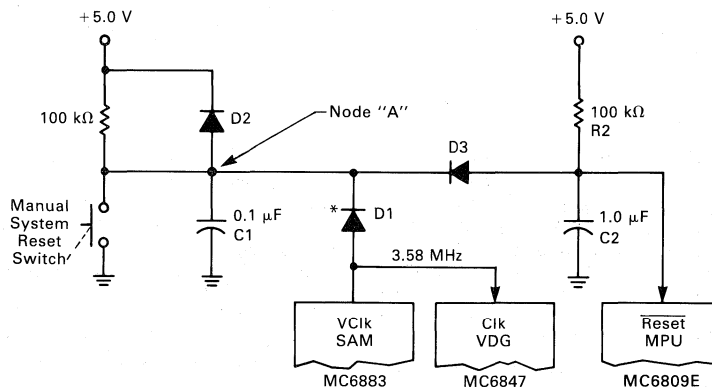 +5.0 V
+5.0 V
100 kΩ
D2
Node "A"
100 kΩ
R2
D3
Manual
System
Reset
Switch
0.1 μF
C1
*
D1
1.0 μF
C2
3.58 MHz
VClk
SAM
Clk
VDG
Reset
MPU
MC6883
MC6847
MC6809E